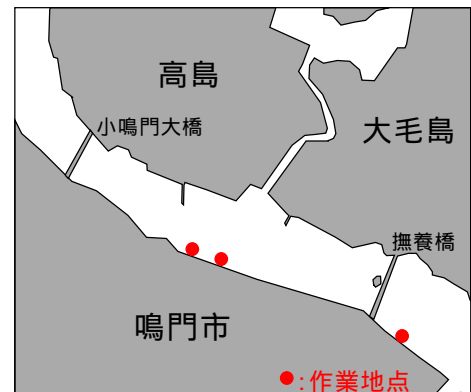 高島
小鳴門大橋
大毛島
撫養橋
鳴門市
●:作業地点